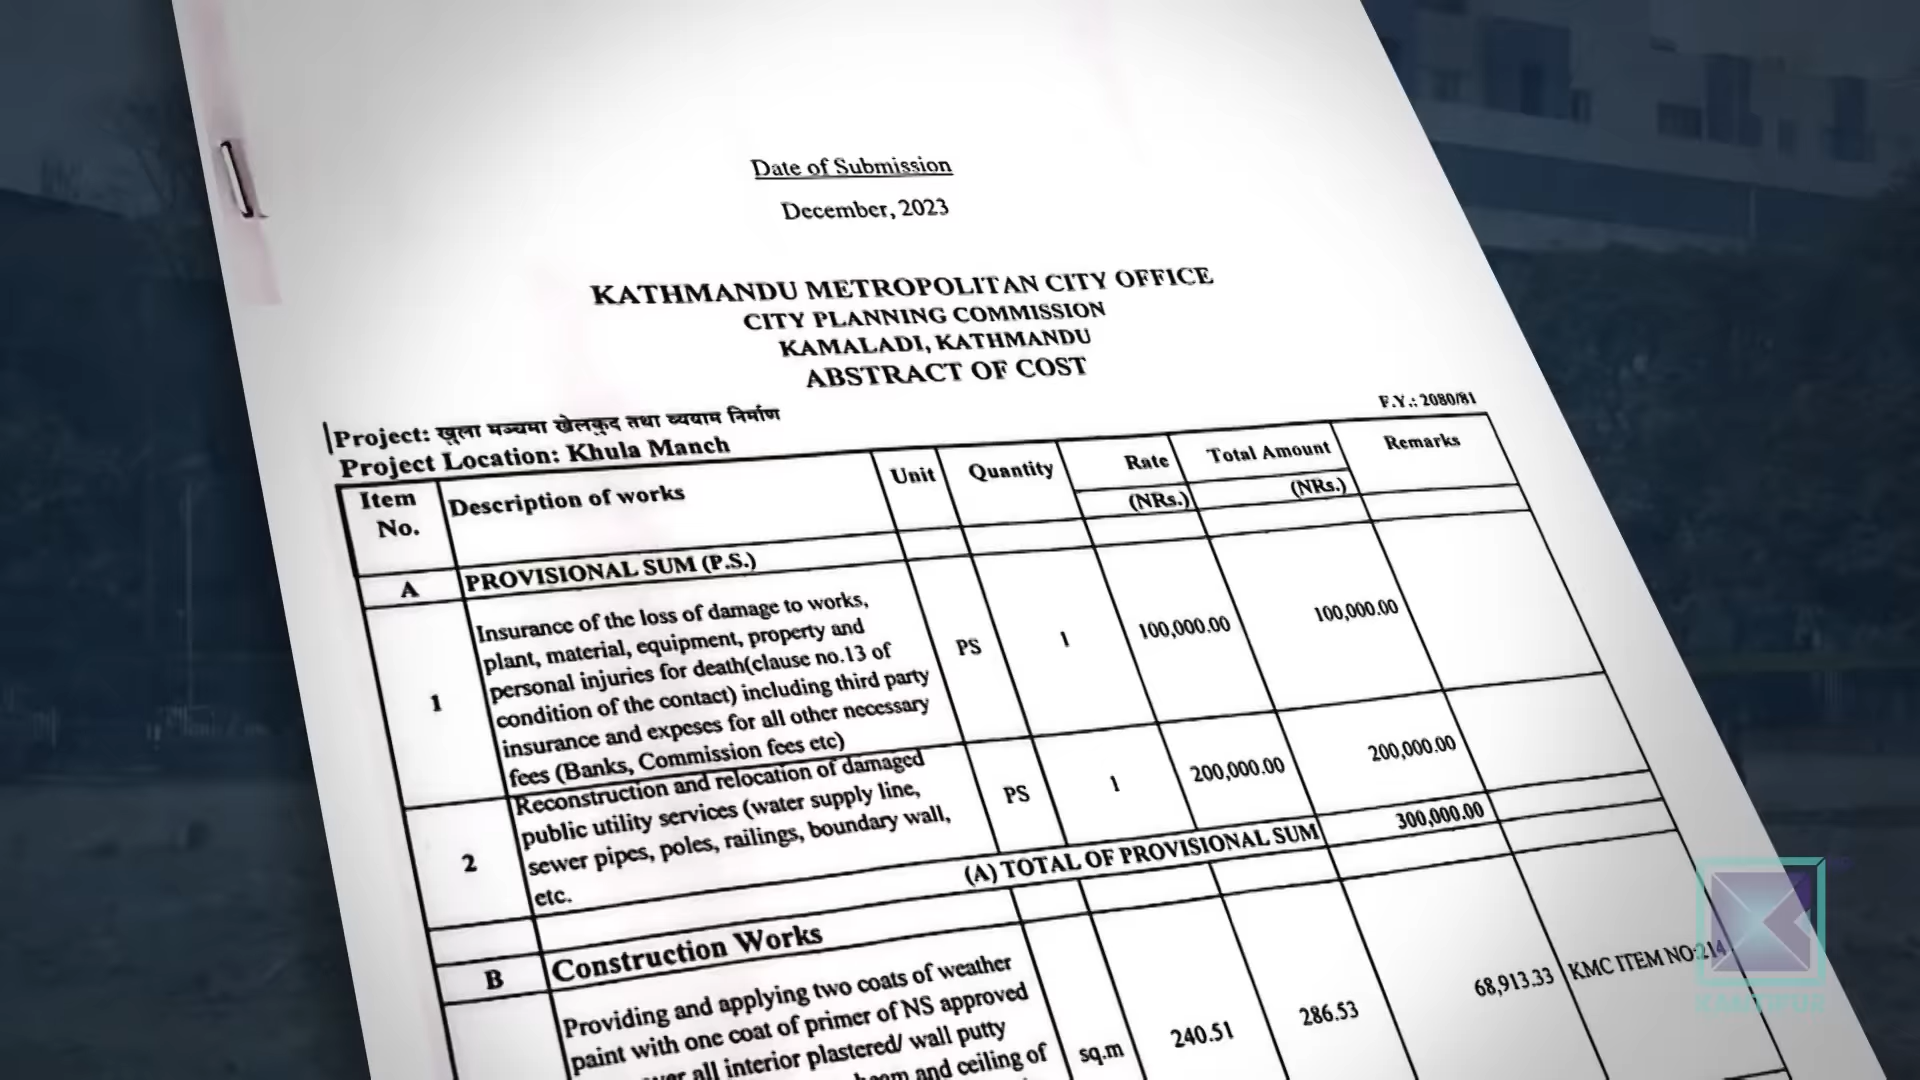 Date of Submission
December, 2023
KATHMANDU METROPOLITAN CITY OFFICE
CITY PLANNING COMMISSION
KAMALADI, KATHMANDU
ABSTRACT OF COST
F.Y.: 2080/81
Project: खुला मञ्चमा खेलकुद तथा व्ययाम निर्माण
Project Location: Khula Manch
Item No. Description of works Unit Quantity Rate (NRs.) Total Amount (NRs.) Remarks
A PROVISIONAL SUM (P.S.)
1 Insurance of the loss of damage to works,
plant, material, equipment, property and
personal injuries for death(clause no.13 of
condition of the contact) including third party
insurance and expeses for all other necessary
fees (Banks, Commission fees etc) PS 1 100,000.00 100,000.00
2 Reconstruction and relocation of damaged
public utility services (water supply line,
sewer pipes, poles, railings, boundary wall,
etc. PS 1 200,000.00 200,000.00
(A) TOTAL OF PROVISIONAL SUM 300,000.00
B Construction Works
Providing and applying two coats of weather
paint with one coat of primer of NS approved
all interior plastered/ wall putty
and ceiling of sq.m 240.51 286.53 68,913.33 KMC ITEM NO:214
KANTIPUR